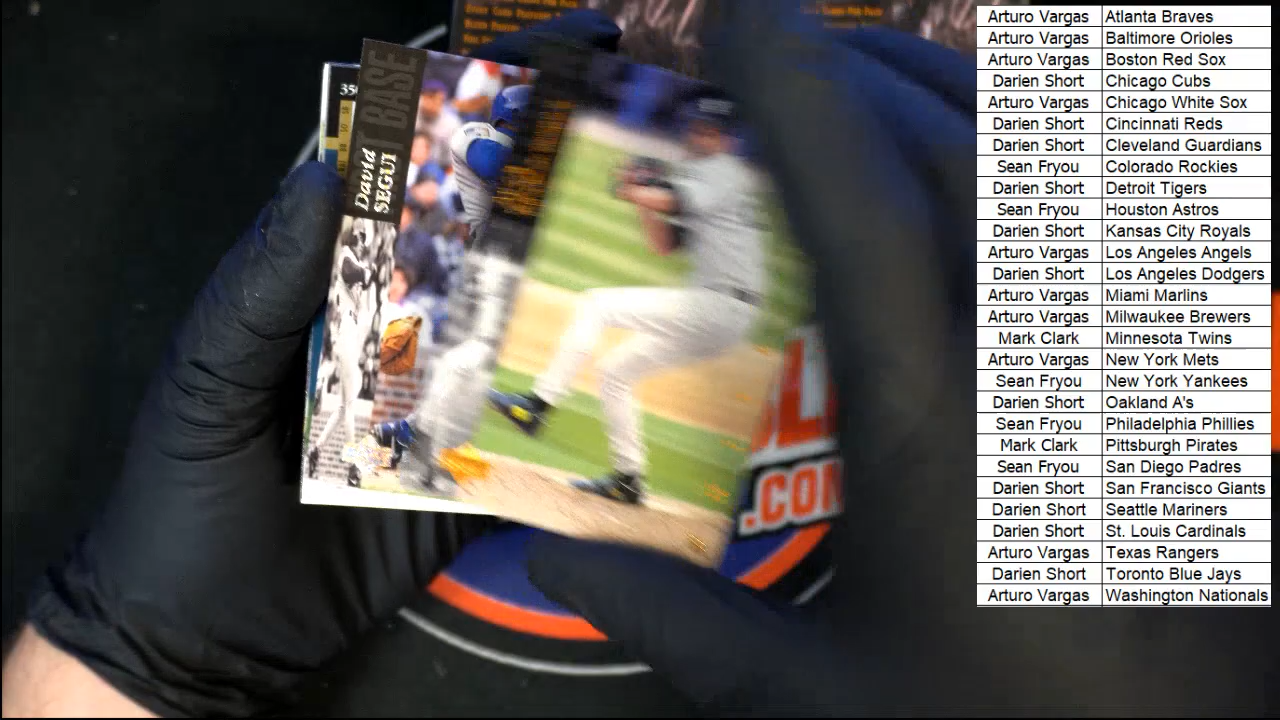 35
David
SEGUI
BASE
.CON
Arturo Vargas Atlanta Braves
Arturo Vargas Baltimore Orioles
Arturo Vargas Boston Red Sox
Darien Short Chicago Cubs
Arturo Vargas Chicago White Sox
Darien Short Cincinnati Reds
Darien Short Cleveland Guardians
Sean Fryou Colorado Rockies
Darien Short Detroit Tigers
Sean Fryou Houston Astros
Darien Short Kansas City Royals
Arturo Vargas Los Angeles Angels
Darien Short Los Angeles Dodgers
Arturo Vargas Miami Marlins
Arturo Vargas Milwaukee Brewers
Mark Clark Minnesota Twins
Arturo Vargas New York Mets
Sean Fryou New York Yankees
Darien Short Oakland A's
Sean Fryou Philadelphia Phillies
Mark Clark Pittsburgh Pirates
Sean Fryou San Diego Padres
Darien Short San Francisco Giants
Darien Short Seattle Mariners
Darien Short St. Louis Cardinals
Arturo Vargas Texas Rangers
Darien Short Toronto Blue Jays
Arturo Vargas Washington Nationals